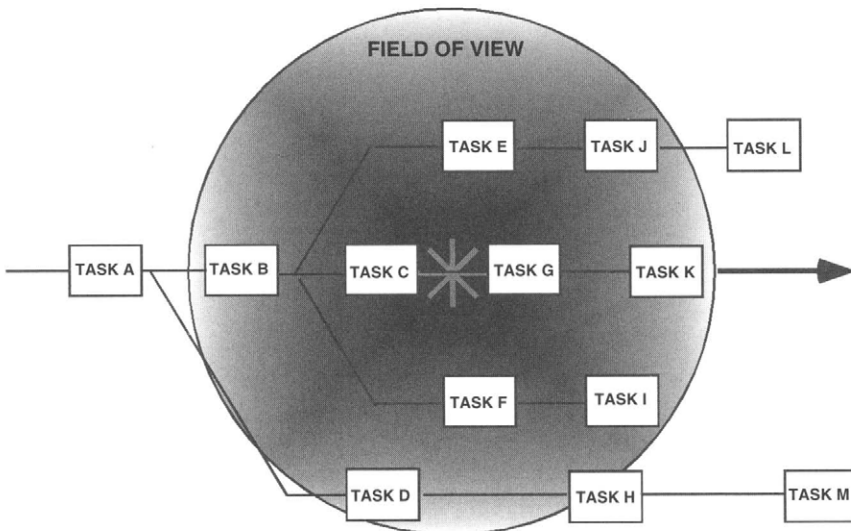 FIELD OF VIEW
TASK E
TASK J
TASK L
TASK A
TASK B
TASK C
TASK G
TASK K
TASK F
TASK I
TASK D
TASK H
TASK M